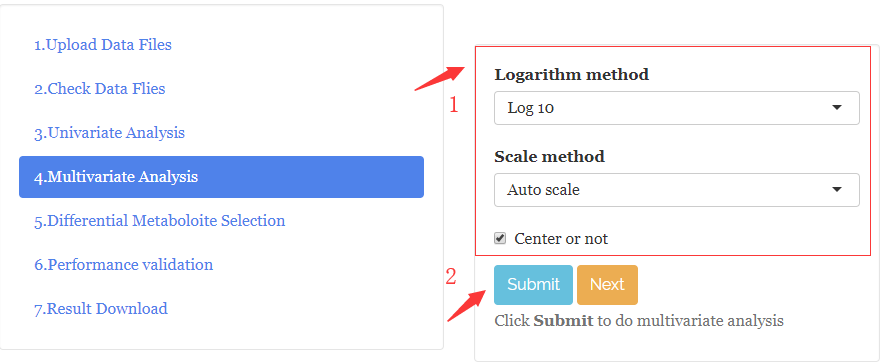 1.Upload Data Files
2.Check Data Flies
3.Univariate Analysis
4.Multivariate Analysis
5.Differential Metaboloite Selection
6.Performance validation
7.Result Download
1
Logarithm method
Log 10
Scale method
Auto scale
Center or not
2
Submit Next
Click Submit to do multivariate analysis